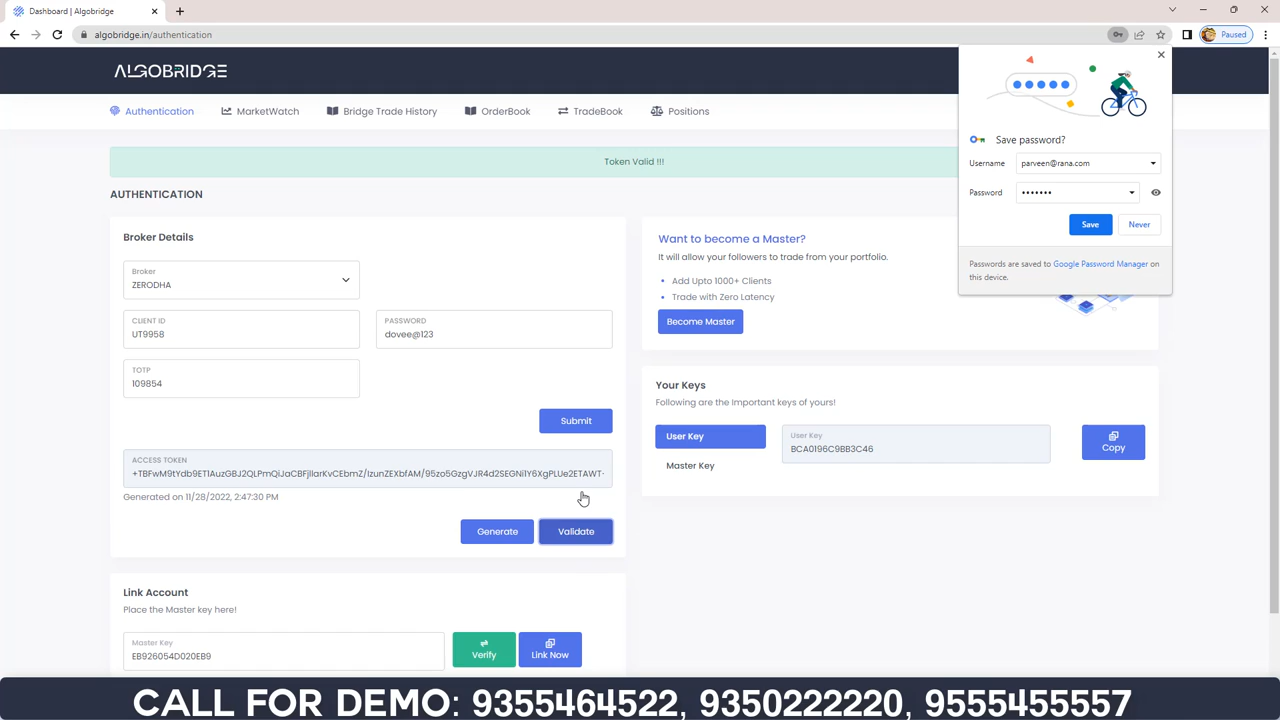 Dashboard | Algobridge
algobridge.in/authentication
Paused
ALGOBRIDGE
Authentication
MarketWatch
Bridge Trade History
OrderBook
TradeBook
Positions
Save password?
Username
parveen@rana.com
Password
•••••••
Save
Never
Passwords are saved to Google Password Manager on
this device.
Token Valid !!!
AUTHENTICATION
Broker Details
Broker
ZERODHA
CLIENT ID
UT9958
PASSWORD
dovee@123
TOTP
109854
Submit
ACCESS TOKEN
+TBFwM9tYdb9ET1AuzGBJ2QLPmQiJaCBFjIIarKvCEbmZ/IzunZEXbfAM/95zo5GzgVJR4d2SEGNi1Y6XgPLUe2ETAWT-
Generated on 11/28/2022, 2:47:30 PM
Generate
Validate
Want to become a Master?
It will allow your followers to trade from your portfolio.
Add Upto 1000+ Clients
Trade with Zero Latency
Become Master
Your Keys
Following are the important keys of yours!
User Key
Master Key
User Key
BCA0196C9BB3C46
Copy
Link Account
Place the Master key here!
Master Key
EB926054D020EB9
Verify
Link Now
CALL FOR DEMO: 9355464522, 9350222220, 9555455557